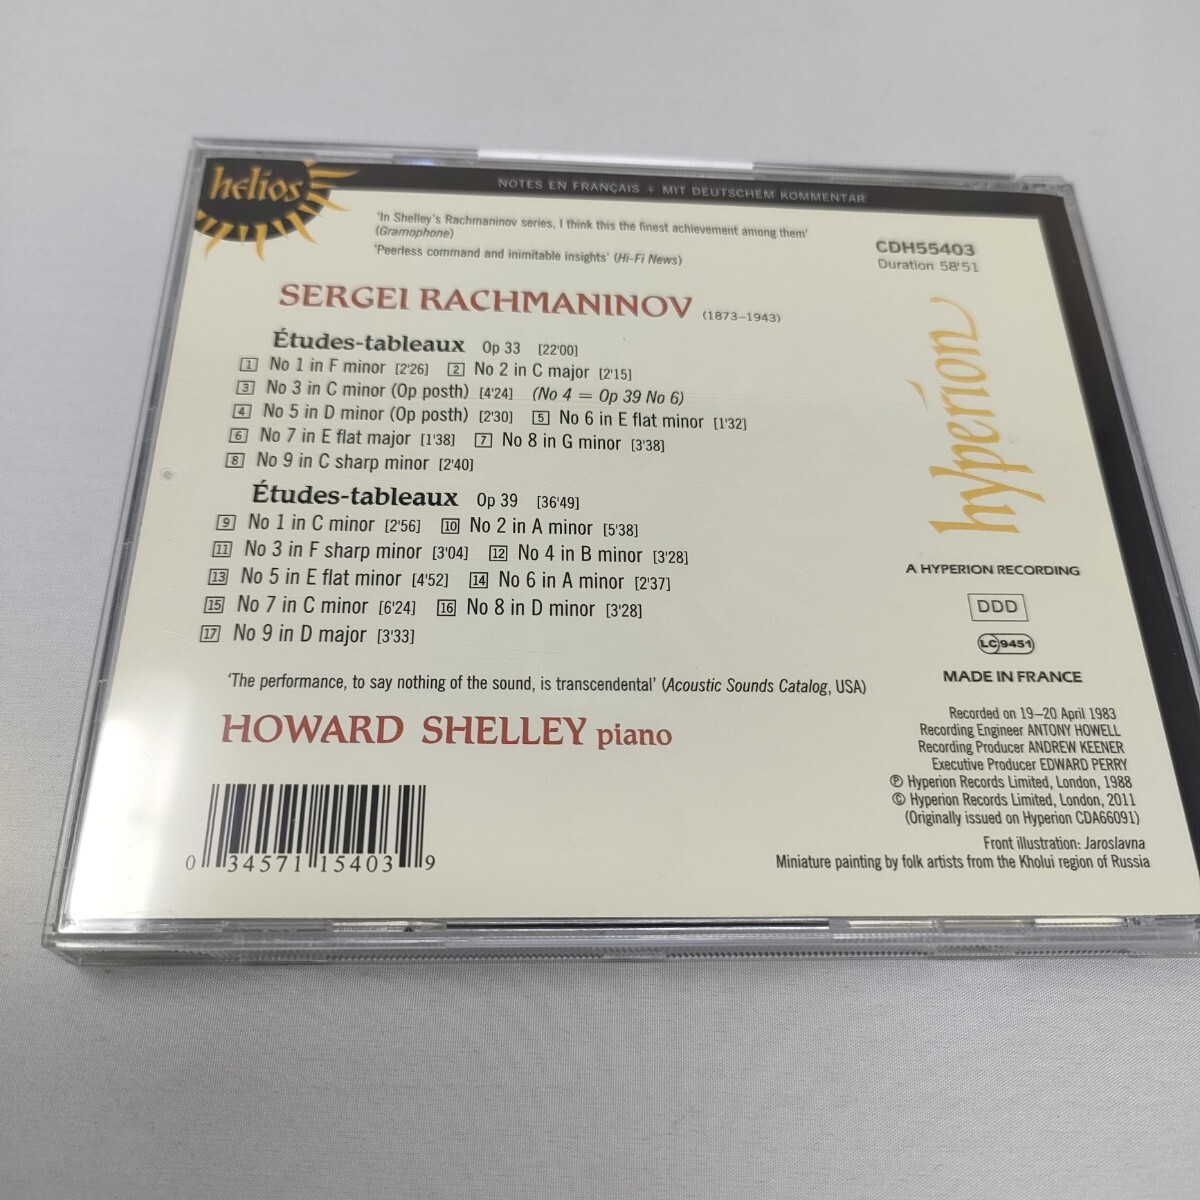 helios
NOTES EN FRANÇAIS + MIT DEUTSCHEM KOMMENTAR
'In Shelley's Rachmaninov series, I think this the finest achievement among them'
(Gramophone)
'Peerless command and inimitable insights' (Hi-Fi News)
CDH55403
Duration 58'51
SERGEI RACHMANINOV (1873–1943)
Études-tableaux Op 33 [22'00]
1 No 1 in F minor [2'26] 2 No 2 in C major [2'15]
3 No 3 in C minor (Op posth) [4'24] (No 4 = Op 39 No 6)
4 No 5 in D minor (Op posth) [2'30] 5 No 6 in E flat minor [1'32]
6 No 7 in E flat major [1'38] 7 No 8 in G minor [3'38]
8 No 9 in C sharp minor [2'40]
Études-tableaux Op 39 [36'49]
9 No 1 in C minor [2'56] 10 No 2 in A minor [5'38]
11 No 3 in F sharp minor [3'04] 12 No 4 in B minor [3'28]
13 No 5 in E flat minor [4'52] 14 No 6 in A minor [2'37]
15 No 7 in C minor [6'24] 16 No 8 in D minor [3'28]
17 No 9 in D major [3'33]
'The performance, to say nothing of the sound, is transcendental' (Acoustic Sounds Catalog, USA)
HOWARD SHELLEY piano
0 34571 15403 9
hyperion
A HYPERION RECORDING
DDD
LC 9451
MADE IN FRANCE
Recorded on 19–20 April 1983
Recording Engineer ANTONY HOWELL
Recording Producer ANDREW KEENER
Executive Producer EDWARD PERRY
℗ Hyperion Records Limited, London, 1988
© Hyperion Records Limited, London, 2011
(Originally issued on Hyperion CDA66091)
Front illustration: Jaroslavna
Miniature painting by folk artists from the Kholui region of Russia